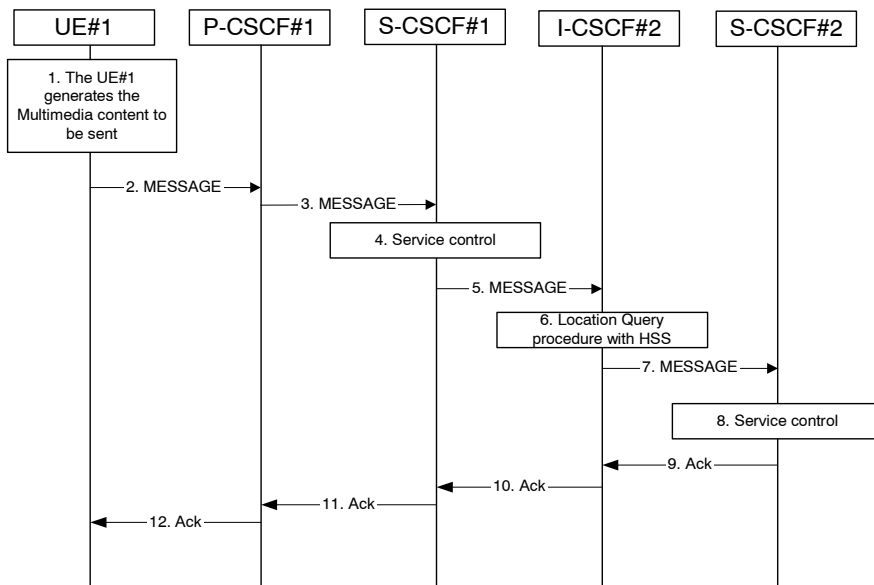 UE#1
P-CSCF#1
S-CSCF#1
I-CSCF#2
S-CSCF#2
1. The UE#1
generates the
Multimedia content to
be sent
2. MESSAGE
3. MESSAGE
4. Service control
5. MESSAGE
6. Location Query
procedure with HSS
7. MESSAGE
8. Service control
9. Ack
10. Ack
11. Ack
12. Ack